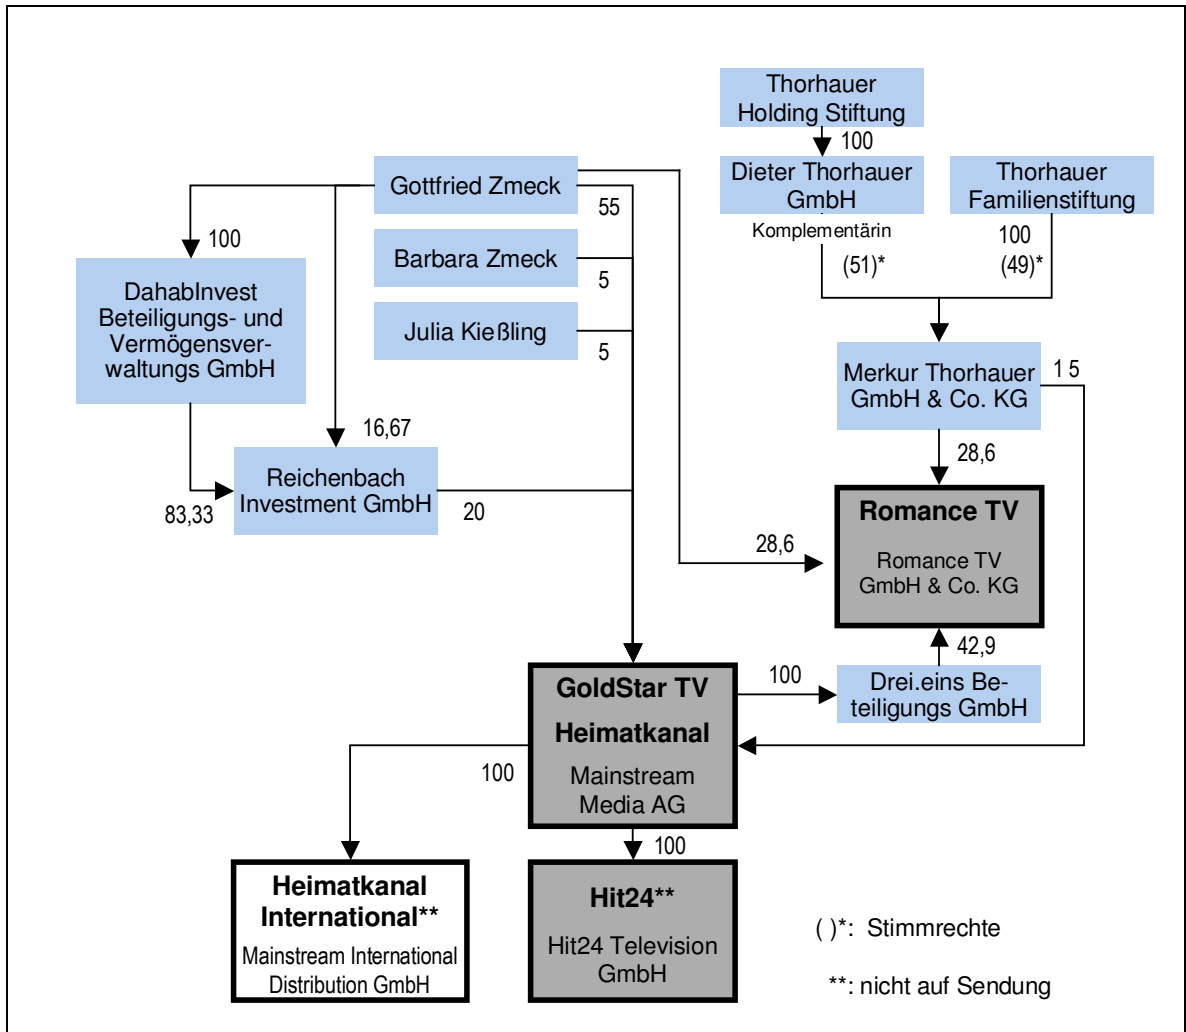 Thorhauer
Holding Stiftung
100
Gottfried Zmeck
Dieter Thorhauer
GmbH
Thorhauer
Familienstiftung
55
Komplementärin
100
100
(51)*
(49)*
Barbara Zmeck
5
DahabInvest
Beteiligungs- und
Vermögensver-
waltungs GmbH
Julia Kießling
5
Merkur Thorhauer
GmbH & Co. KG
1 5
16,67
28,6
Reichenbach
Investment GmbH
83,33
20
Romance TV
Romance TV
GmbH & Co. KG
28,6
42,9
GoldStar TV
Heimatkanal
Mainstream
Media AG
100
Drei.eins Be-
teiligungs GmbH
100
100
Heimatkanal
International**
Mainstream International
Distribution GmbH
Hit24**
Hit24 Television
GmbH
( )*: Stimmrechte
**: nicht auf Sendung